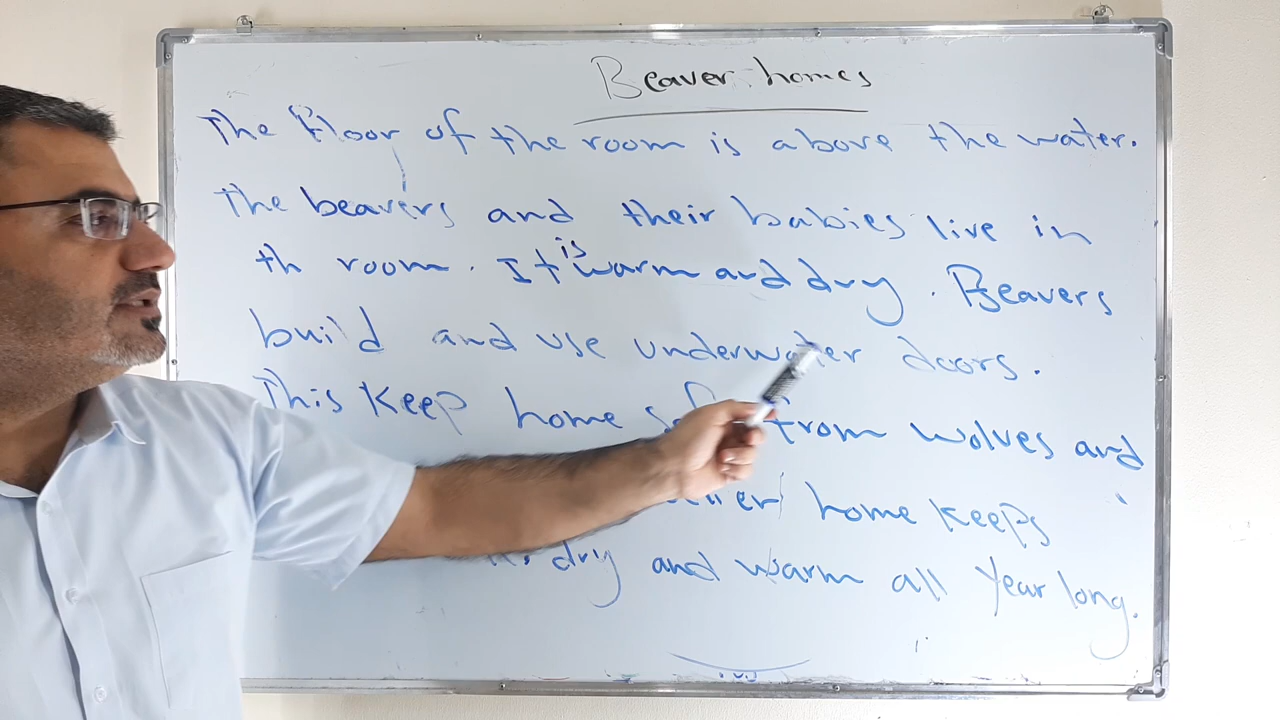 Beaver homes
The floor of the room is above the water.
The beavers and their babies live in
th room. It is warm and dry. Beavers
build and use underwater doors.
This keep home from wolves and
home keeps
dry and warm all year long.